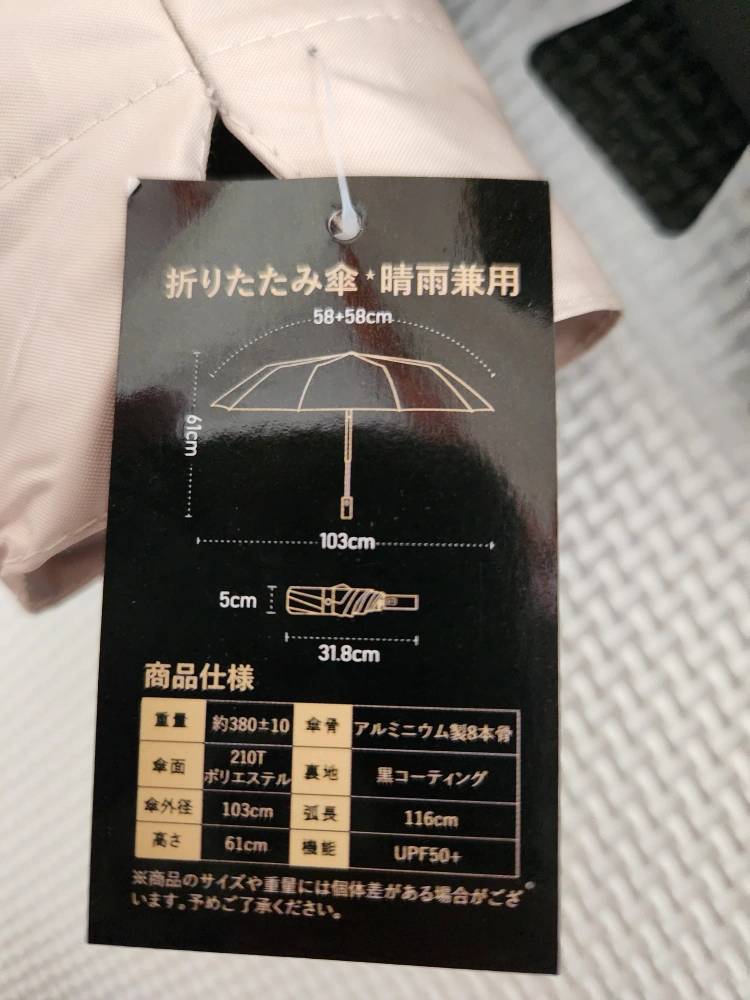 折りたたみ傘★晴雨兼用
58+58cm
61cm
103cm
5cm
31.8cm
商品仕様
重量 約380±10 傘骨 アルミニウム製8本骨
傘面 210T ポリエステル 裏地 黒コーティング
傘外径 103cm 弧長 116cm
高さ 61cm 機能 UPF50+
※商品のサイズや重量には個体差がある場合がござ
います。予めご了承ください。